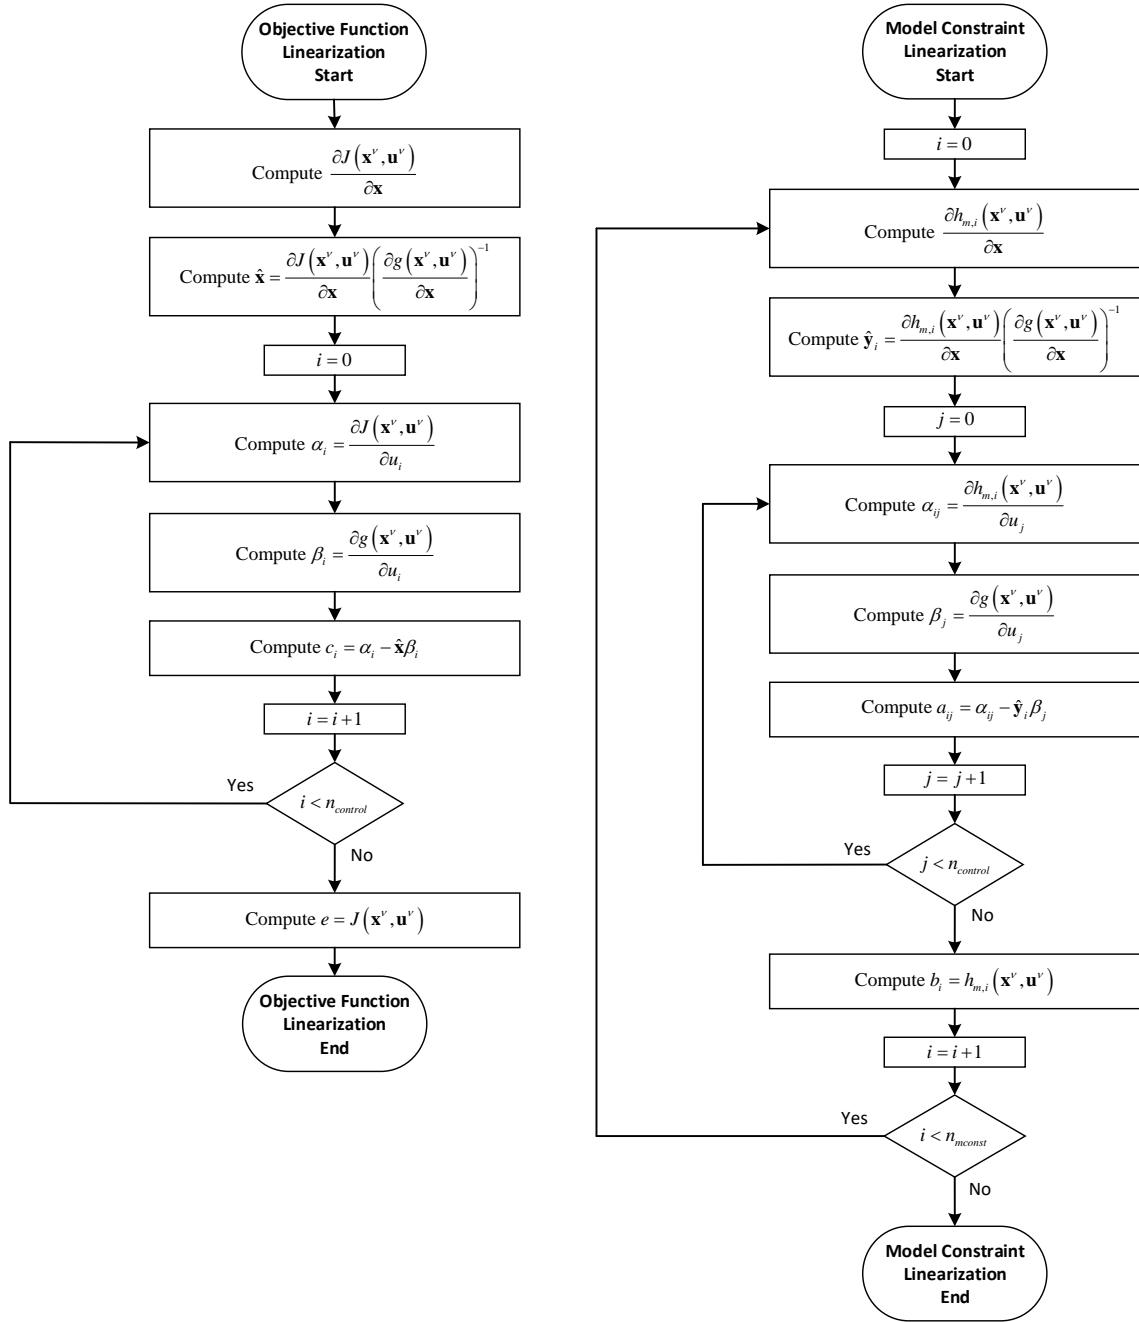 Objective Function
Linearization
Start
Compute ∂J(𝐱^ν, 𝐮^ν)/∂𝐱
Compute 𝐱̂ = ∂J(𝐱^ν, 𝐮^ν)/∂𝐱 (∂g(𝐱^ν, 𝐮^ν)/∂𝐱)^−1
i = 0
Compute α_i = ∂J(𝐱^ν, 𝐮^ν)/∂u_i
Compute β_i = ∂g(𝐱^ν, 𝐮^ν)/∂u_i
Compute c_i = α_i − 𝐱̂β_i
i = i+1
Yes
i < n_control
No
Compute e = J(𝐱^ν, 𝐮^ν)
Objective Function
Linearization
End
Model Constraint
Linearization
Start
i = 0
Compute ∂h_m,i(𝐱^ν, 𝐮^ν)/∂𝐱
Compute 𝐲̂_i = ∂h_m,i(𝐱^ν, 𝐮^ν)/∂𝐱 (∂g(𝐱^ν, 𝐮^ν)/∂𝐱)^−1
j = 0
Compute α_ij = ∂h_m,i(𝐱^ν, 𝐮^ν)/∂u_j
Compute β_j = ∂g(𝐱^ν, 𝐮^ν)/∂u_j
Compute a_ij = α_ij − 𝐲̂_i β_j
j = j+1
Yes
j < n_control
No
Compute b_i = h_m,i(𝐱^ν, 𝐮^ν)
i = i+1
Yes
i < n_mconst
No
Model Constraint
Linearization
End